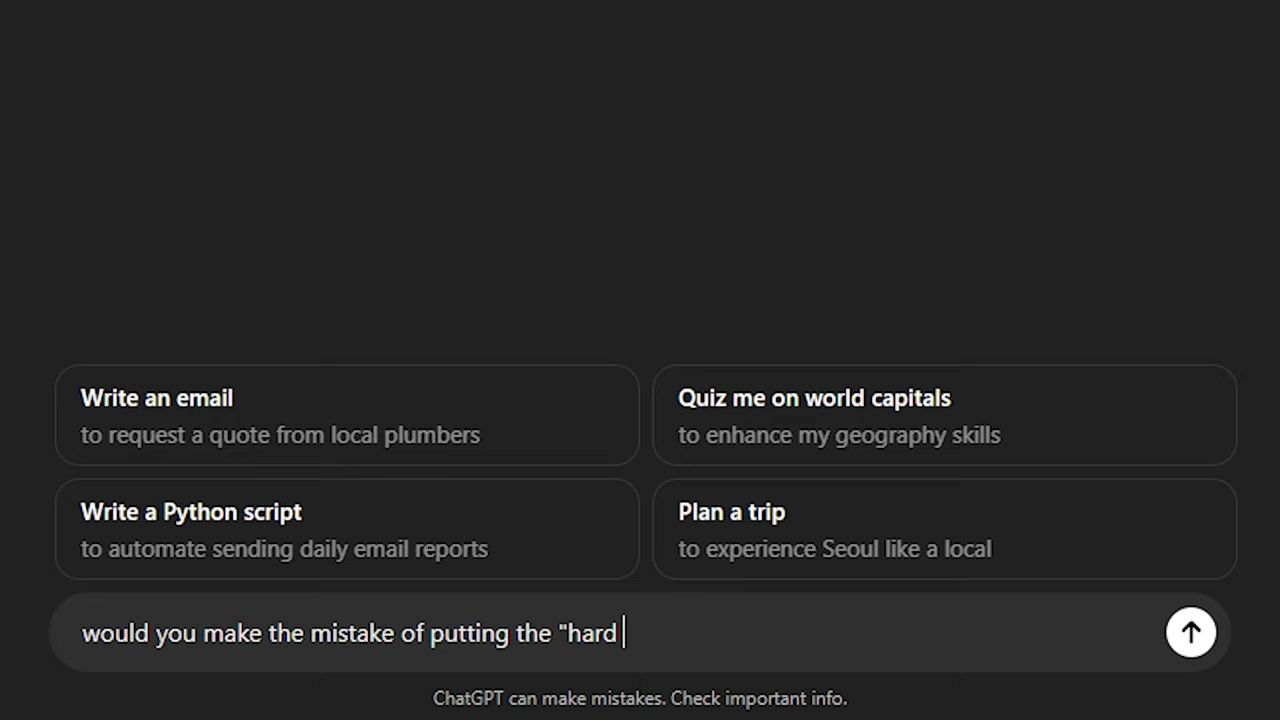 Write an email
to request a quote from local plumbers
Quiz me on world capitals
to enhance my geography skills
Write a Python script
to automate sending daily email reports
Plan a trip
to experience Seoul like a local
would you make the mistake of putting the "hard
ChatGPT can make mistakes. Check important info.